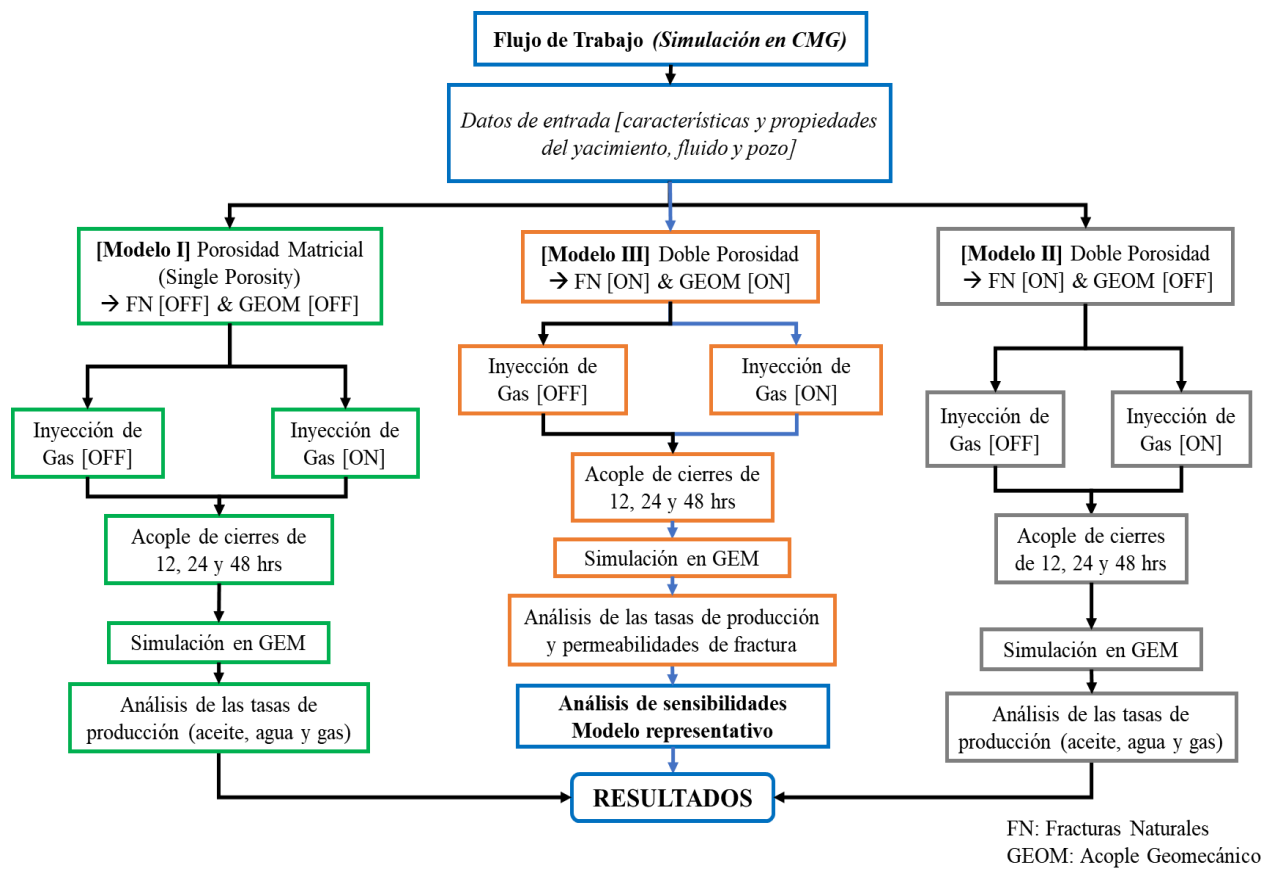 Flujo de Trabajo (Simulación en CMG)
Datos de entrada [características y propiedades
del yacimiento, fluido y pozo]
[Modelo I] Porosidad Matricial
(Single Porosity)
→ FN [OFF] & GEOM [OFF]
Inyección de
Gas [OFF]
Inyección de
Gas [ON]
Acople de cierres de
12, 24 y 48 hrs
Simulación en GEM
Análisis de las tasas de
producción (aceite, agua y gas)
[Modelo III] Doble Porosidad
→ FN [ON] & GEOM [ON]
Inyección de
Gas [OFF]
Inyección de
Gas [ON]
Acople de cierres de
12, 24 y 48 hrs
Simulación en GEM
Análisis de las tasas de producción
y permeabilidades de fractura
Análisis de sensibilidades
Modelo representativo
[Modelo II] Doble Porosidad
→ FN [ON] & GEOM [OFF]
Inyección de
Gas [OFF]
Inyección de
Gas [ON]
Acople de cierres
de 12, 24 y 48 hrs
Simulación en GEM
Análisis de las tasas de
producción (aceite, agua y gas)
RESULTADOS
FN: Fracturas Naturales
GEOM: Acople Geomecánico